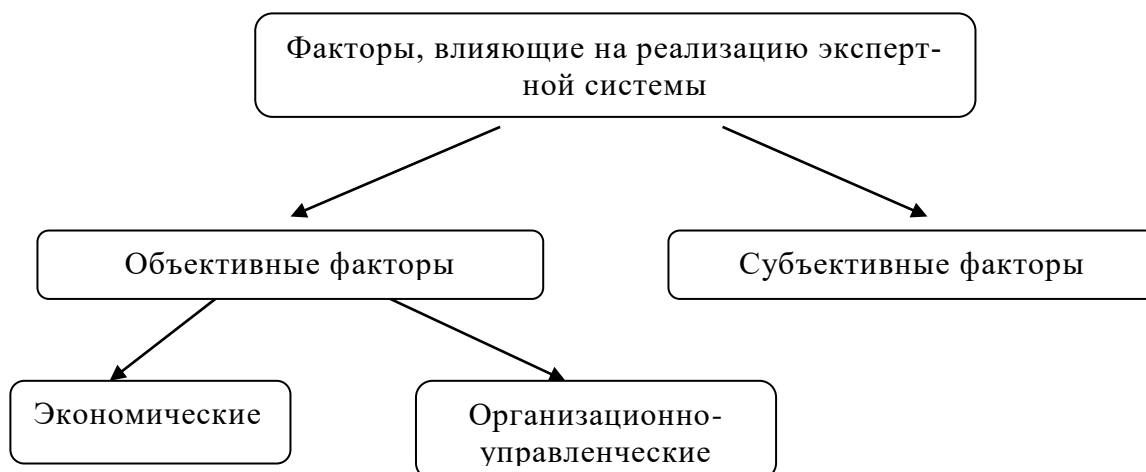 Факторы, влияющие на реализацию эксперт-
ной системы
Объективные факторы
Субъективные факторы
Экономические
Организационно-
управленческие